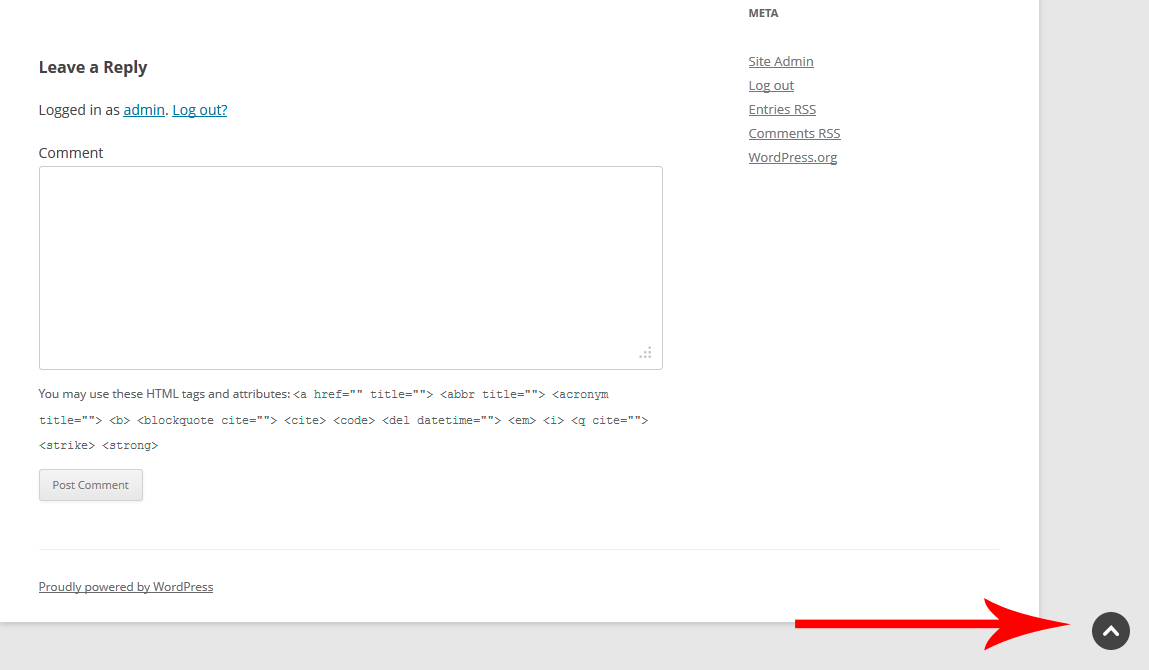 META
Leave a Reply
Site Admin
Log out
Logged in as admin. Log out?
Entries RSS
Comments RSS
Comment
WordPress.org
You may use these HTML tags and attributes: <a href="" title=""> <abbr title=""> <acronym
title=""> <b> <blockquote cite=""> <cite> <code> <del datetime=""> <em> <i> <q cite="">
<strike> <strong>
Post Comment
Proudly powered by WordPress